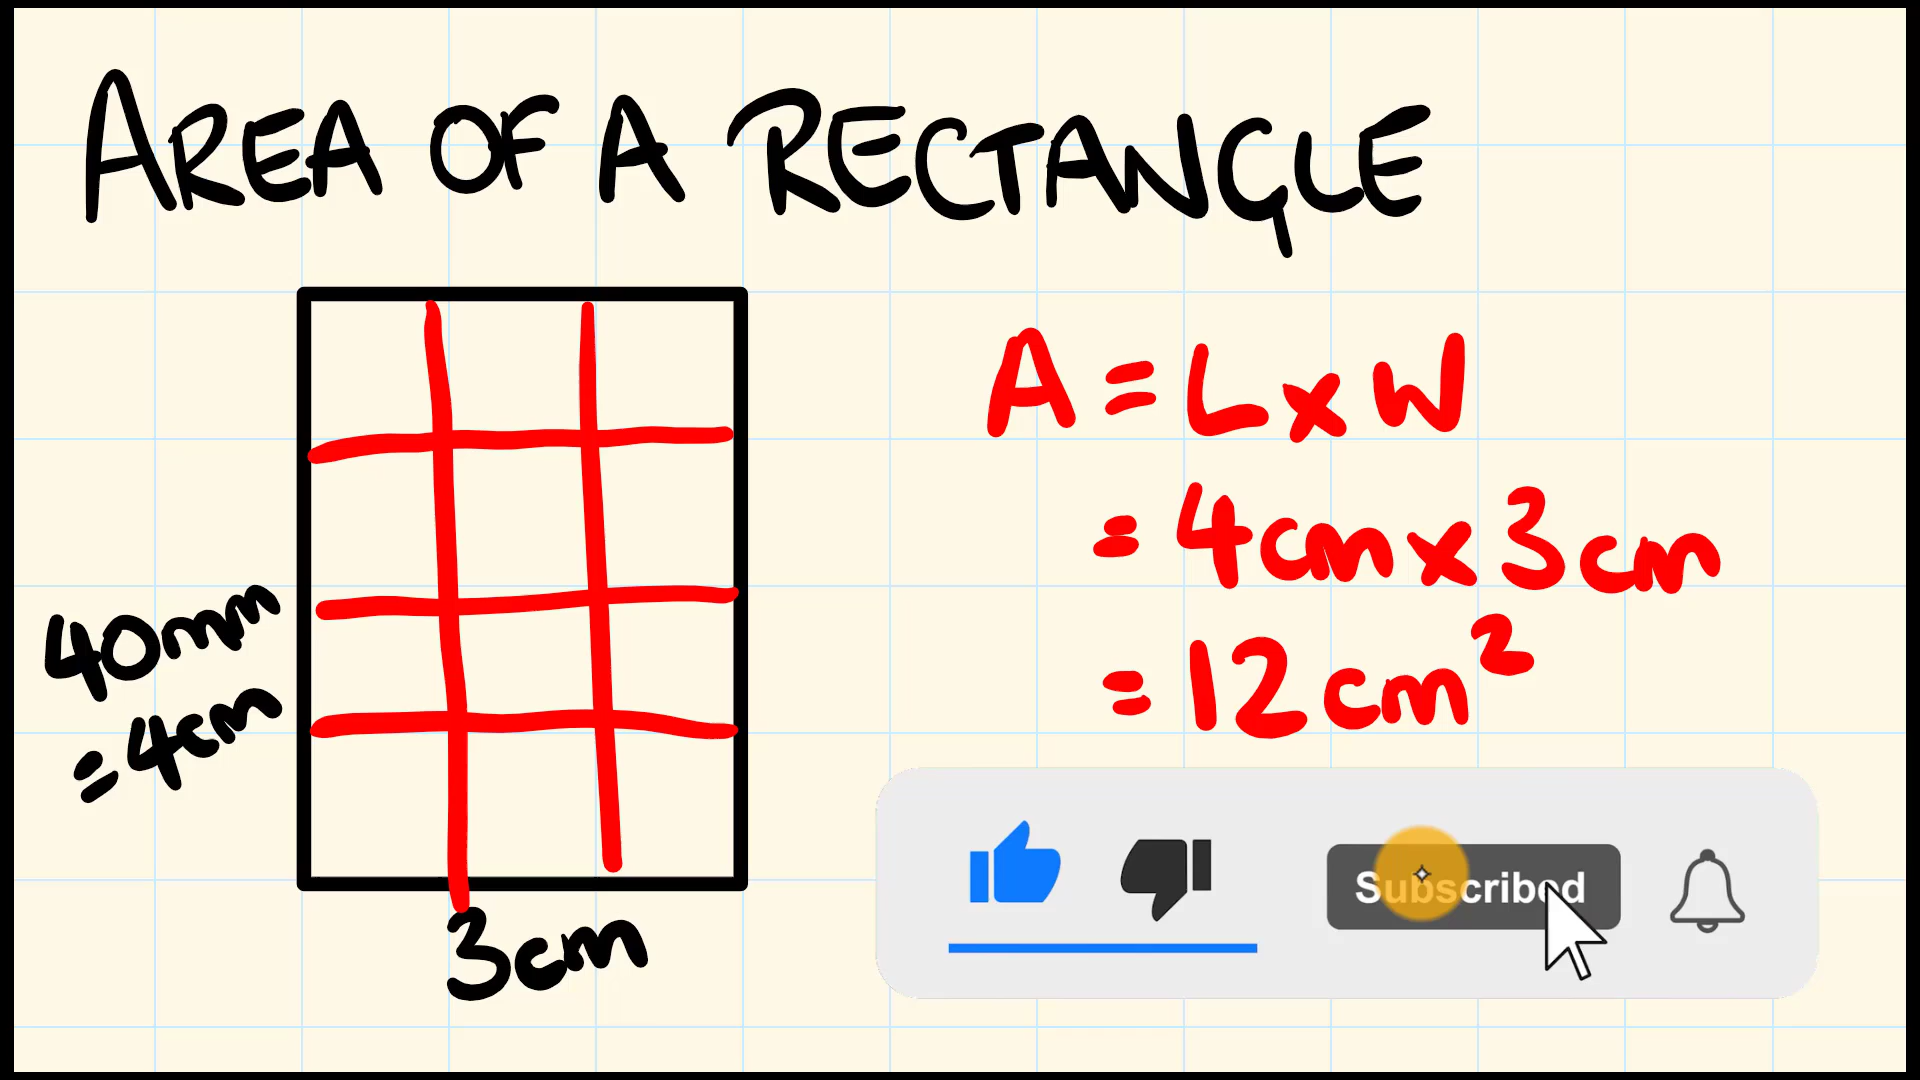 AREA OF A RECTANGLE
A = L x W
= 4cm x 3cm
= 12cm²
40mm
= 4cm
3cm
Subscribed